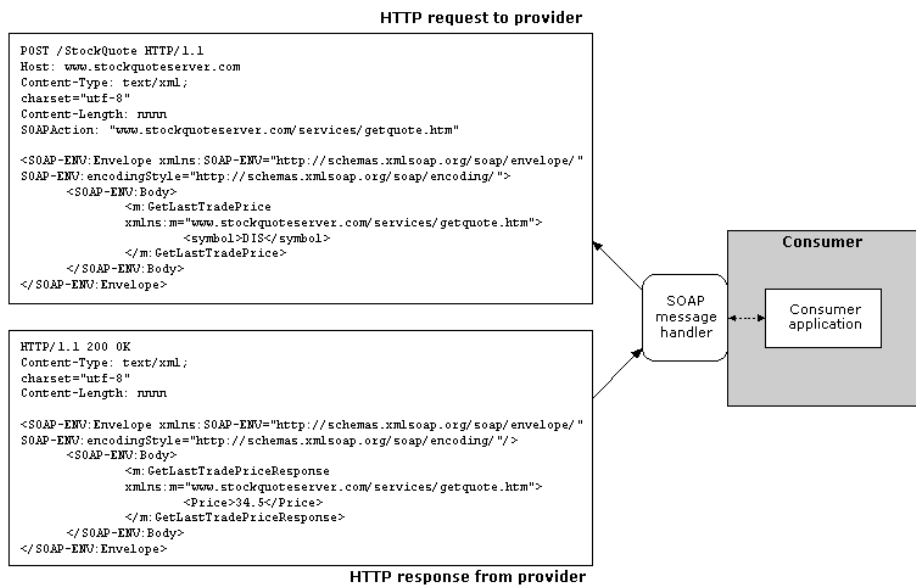 HTTP request to provider
POST /StockQuote HTTP/1.1
Host: www.stockquoteserver.com
Content-Type: text/xml;
charset="utf-8"
Content-Length: nnnn
SOAPAction: "www.stockquoteserver.com/services/getquote.htm"
<SOAP-ENV:Envelope xmlns:SOAP-ENV="http://schemas.xmlsoap.org/soap/envelope/"
SOAP-ENV:encodingStyle="http://schemas.xmlsoap.org/soap/encoding/">
<SOAP-ENV:Body>
<m:GetLastTradePrice
xmlns:m="www.stockquoteserver.com/services/getquote.htm">
<symbol>DIS</symbol>
</m:GetLastTradePrice>
</SOAP-ENV:Body>
</SOAP-ENV:Envelope>
Consumer
SOAP
message
handler
Consumer
application
HTTP/1.1 200 OK
Content-Type: text/xml;
charset="utf-8"
Content-Length: nnnn
<SOAP-ENV:Envelope xmlns:SOAP-ENV="http://schemas.xmlsoap.org/soap/envelope/"
SOAP-ENV:encodingStyle="http://schemas.xmlsoap.org/soap/encoding/"/>
<SOAP-ENV:Body>
<m:GetLastTradePriceResponse
xmlns:m="www.stockquoteserver.com/services/getquote.htm">
<Price>34.5</Price>
</m:GetLastTradePriceResponse>
</SOAP-ENV:Body>
</SOAP-ENV:Envelope>
HTTP response from provider